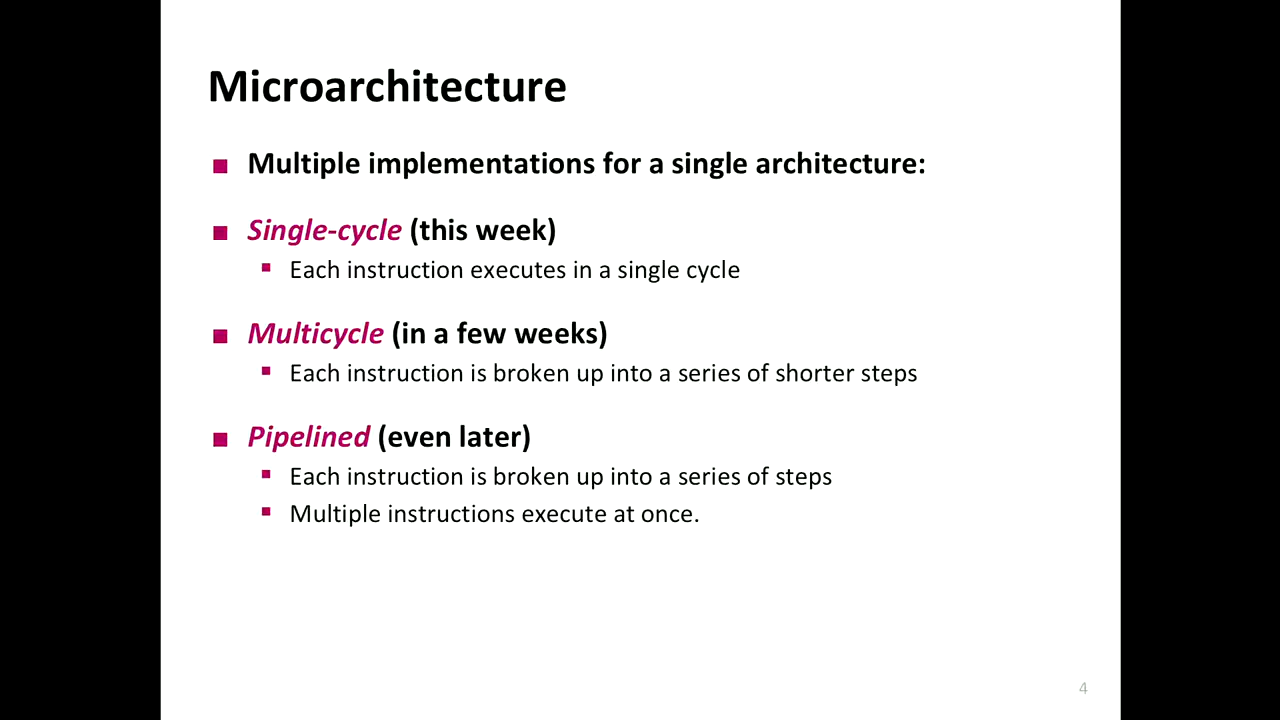 Microarchitecture
Multiple implementations for a single architecture:
Single-cycle (this week)
Each instruction executes in a single cycle
Multicycle (in a few weeks)
Each instruction is broken up into a series of shorter steps
Pipelined (even later)
Each instruction is broken up into a series of steps
Multiple instructions execute at once.
4